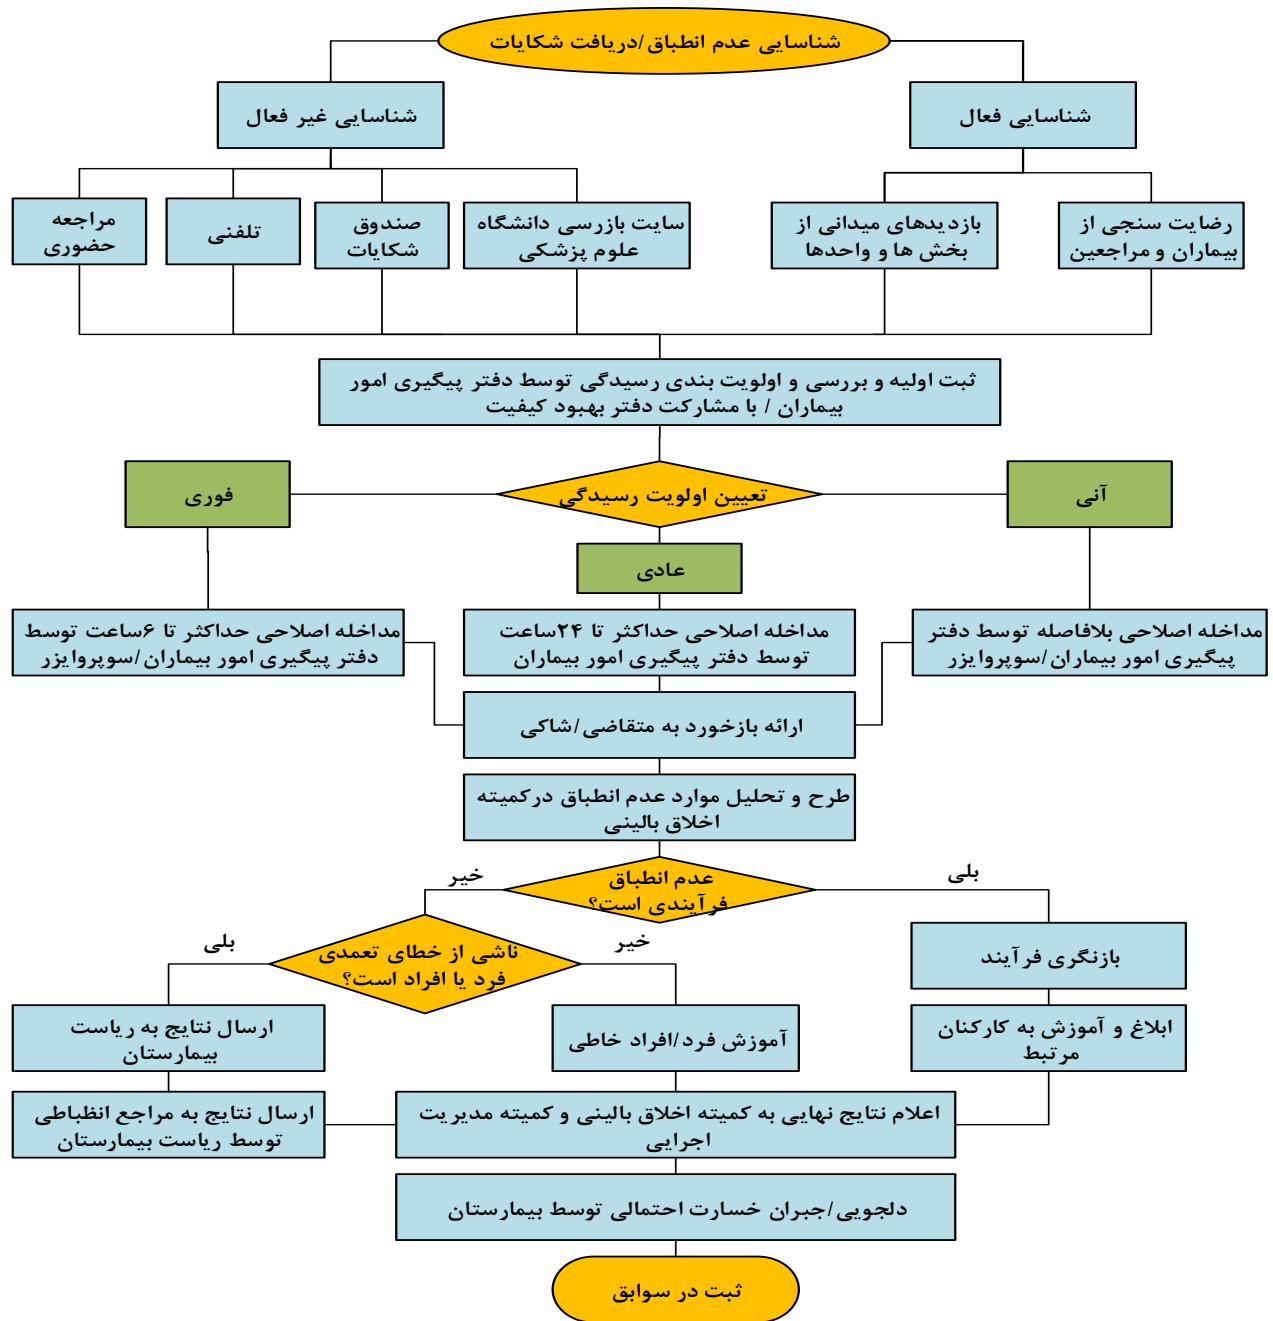 شناسایی عدم انطباق/دریافت شکایات
شناسایی فعال
شناسایی غیر فعال
رضایت سنجی از
بیماران و مراجعین
بازدیدهای میدانی از
بخش ها و واحدها
سایت بازرسی دانشگاه
علوم پزشکی
صندوق
شکایات
تلفنی
مراجعه
حضوری
ثبت اولیه و بررسی و اولویت بندی رسیدگی توسط دفتر پیگیری امور
بیماران / با مشارکت دفتر بهبود کیفیت
تعیین اولویت رسیدگی
آنی
فوری
عادی
مداخله اصلاحی بلافاصله توسط دفتر
پیگیری امور بیماران/سوپروایزر
مداخله اصلاحی حداکثر تا ۲۴ساعت
توسط دفتر پیگیری امور بیماران
مداخله اصلاحی حداکثر تا ۶ساعت توسط
دفتر پیگیری امور بیماران/سوپروایزر
ارائه بازخورد به متقاضی/شاکی
طرح و تحلیل موارد عدم انطباق درکمیته
اخلاق بالینی
عدم انطباق
فرآیندی است؟
بلی
خیر
ناشی از خطای تعمدی
فرد یا افراد است؟
خیر
بلی
بازنگری فرآیند
ابلاغ و آموزش به کارکنان
مرتبط
آموزش فرد/افراد خاطی
ارسال نتایج به ریاست
بیمارستان
ارسال نتایج به مراجع انظباطی
توسط ریاست بیمارستان
اعلام نتایج نهایی به کمیته اخلاق بالینی و کمیته مدیریت
اجرایی
دلجویی/جبران خسارت احتمالی توسط بیمارستان
ثبت در سوابق